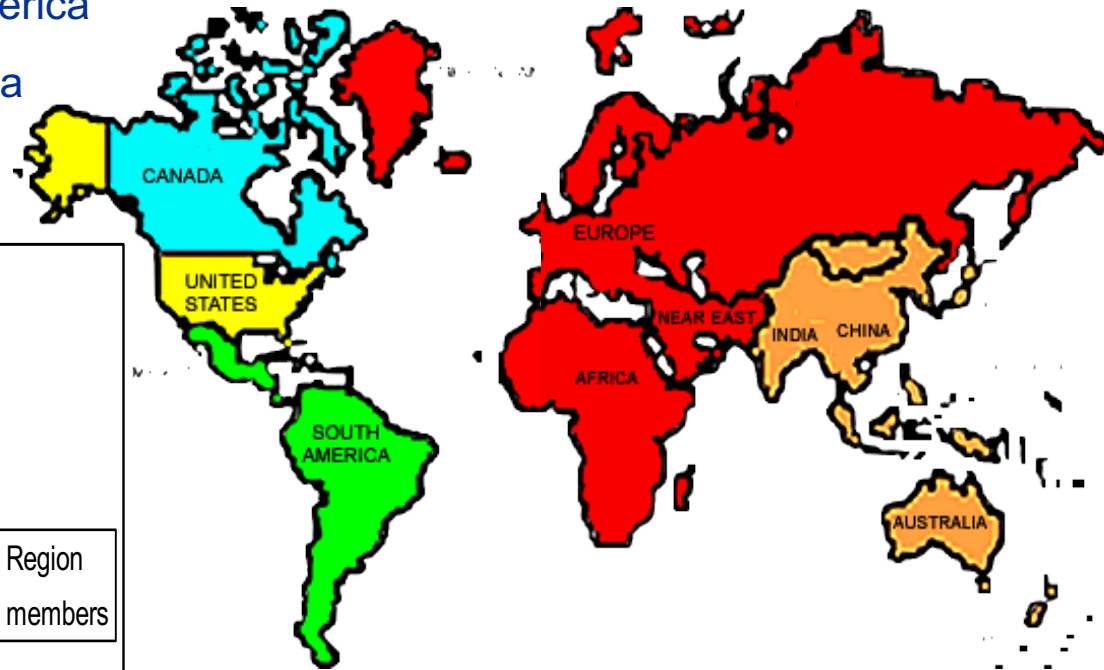 erica
a
CANADA
UNITED
STATES
EUROPE
NEAR EAST
INDIA
CHINA
AFRICA
SOUTH
AMERICA
AUSTRALIA
Region
members